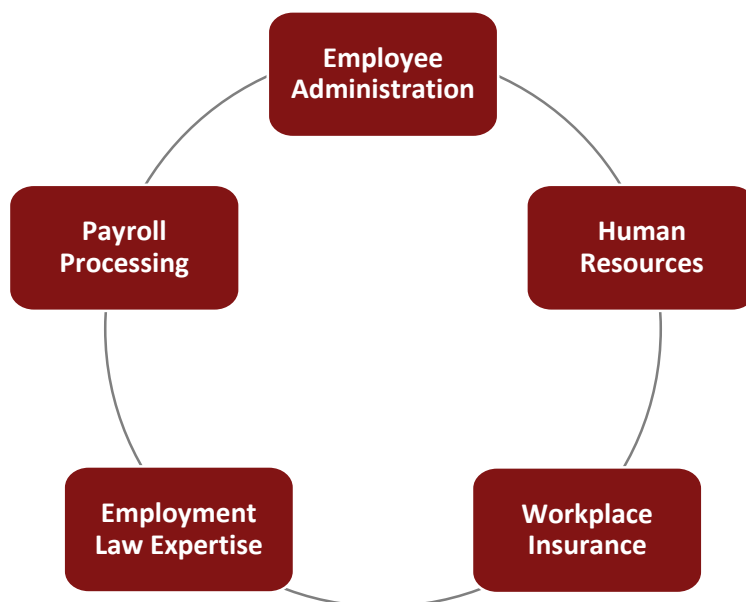 Employee
Administration
Human
Resources
Workplace
Insurance
Employment
Law Expertise
Payroll
Processing